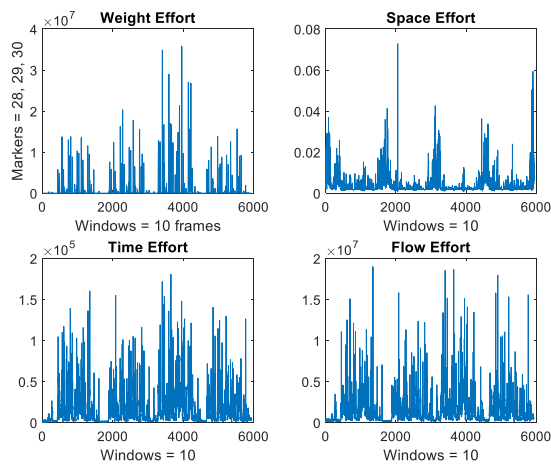 Weight Effort
×10^7
4
3
2
1
0
Markers = 28, 29, 30
0 2000 4000 6000
Windows = 10 frames
Space Effort
0.08
0.06
0.04
0.02
0
0 2000 4000 6000
Windows = 10
Time Effort
×10^5
2
1.5
1
0.5
0
0 2000 4000 6000
Windows = 10
Flow Effort
×10^7
2
1.5
1
0.5
0
0 2000 4000 6000
Windows = 10